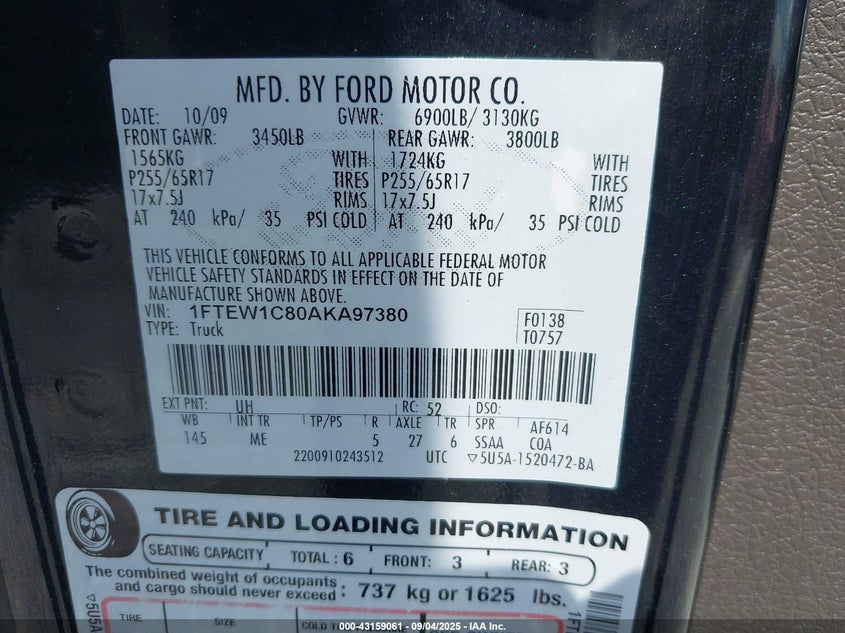 MFD. BY FORD MOTOR CO.
DATE: 10/09 GVWR: 6900LB/ 3130KG
FRONT GAWR: 3450LB REAR GAWR: 3800LB
1565KG WITH 1724KG WITH
P255/65R17 TIRES P255/65R17 TIRES
17x7.5J RIMS 17x7.5J RIMS
AT 240 kPa/ 35 PSI COLD AT 240 kPa/ 35 PSI COLD
THIS VEHICLE CONFORMS TO ALL APPLICABLE FEDERAL MOTOR
VEHICLE SAFETY STANDARDS IN EFFECT ON THE DATE OF
MANUFACTURE SHOWN ABOVE.
VIN: 1FTEW1C80AKA97380 F0138
TYPE: Truck T0757
EXT PNT: UH RC: 52 DSO:
WB INT TR TP/PS R AXLE TR SPR AF614
145 ME 5 27 6 SSAA COA
2200910243512 UTC ▽5U5A-1520472-BA
TIRE AND LOADING INFORMATION
SEATING CAPACITY TOTAL: 6 FRONT: 3 REAR: 3
The combined weight of occupants
and cargo should never exceed: 737 kg or 1625 lbs.
TIRE SIZE
000-43159061 - 09/04/2025 - IAA Inc.